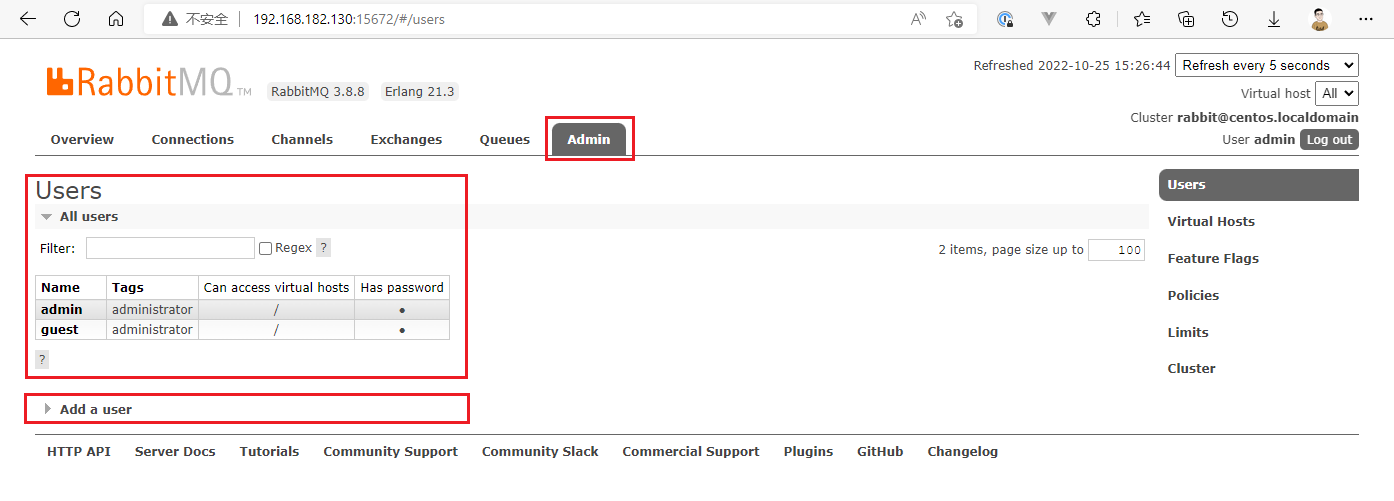 不安全 192.168.182.130:15672/#/users
Refreshed 2022-10-25 15:26:44 Refresh every 5 seconds
RabbitMQ TM RabbitMQ 3.8.8 Erlang 21.3
Virtual host All
Cluster rabbit@centos.localdomain
User admin Log out
Overview Connections Channels Exchanges Queues Admin
Users
All users
Filter: Regex ?
2 items, page size up to 100
Name Tags Can access virtual hosts Has password
admin administrator / ●
guest administrator / ●
?
Add a user
Users
Virtual Hosts
Feature Flags
Policies
Limits
Cluster
HTTP API Server Docs Tutorials Community Support Community Slack Commercial Support Plugins GitHub Changelog